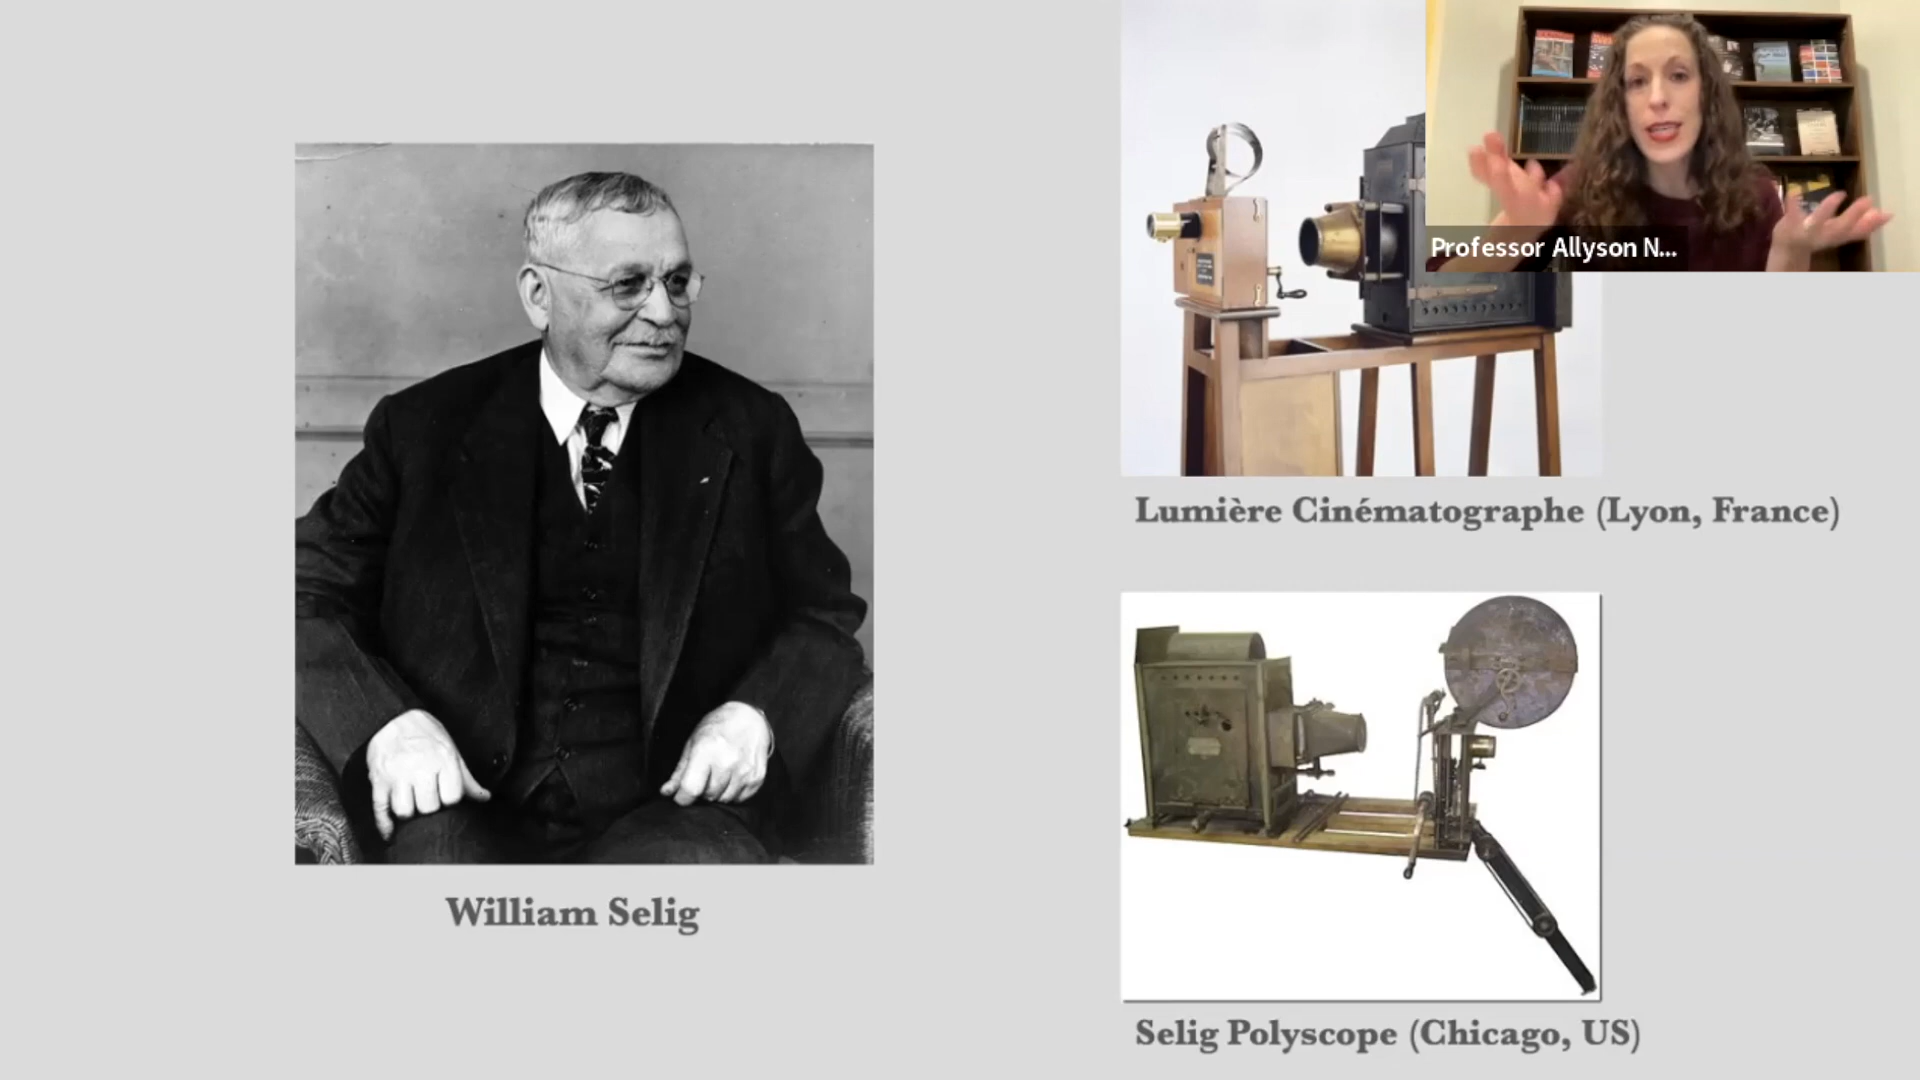 Professor Allyson N...
Lumière Cinématographe (Lyon, France)
William Selig
Selig Polyscope (Chicago, US)